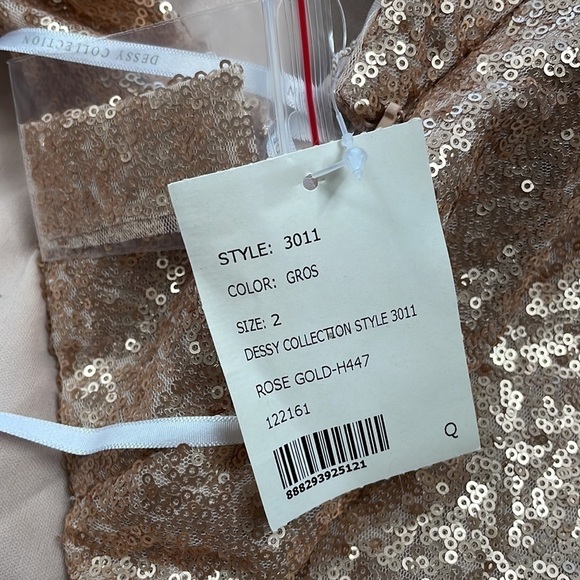 DESSY COLLECTION
STYLE: 3011
COLOR: GROS
SIZE: 2
DESSY COLLECTION STYLE 3011
ROSE GOLD-H447
122161
888293925121
Q